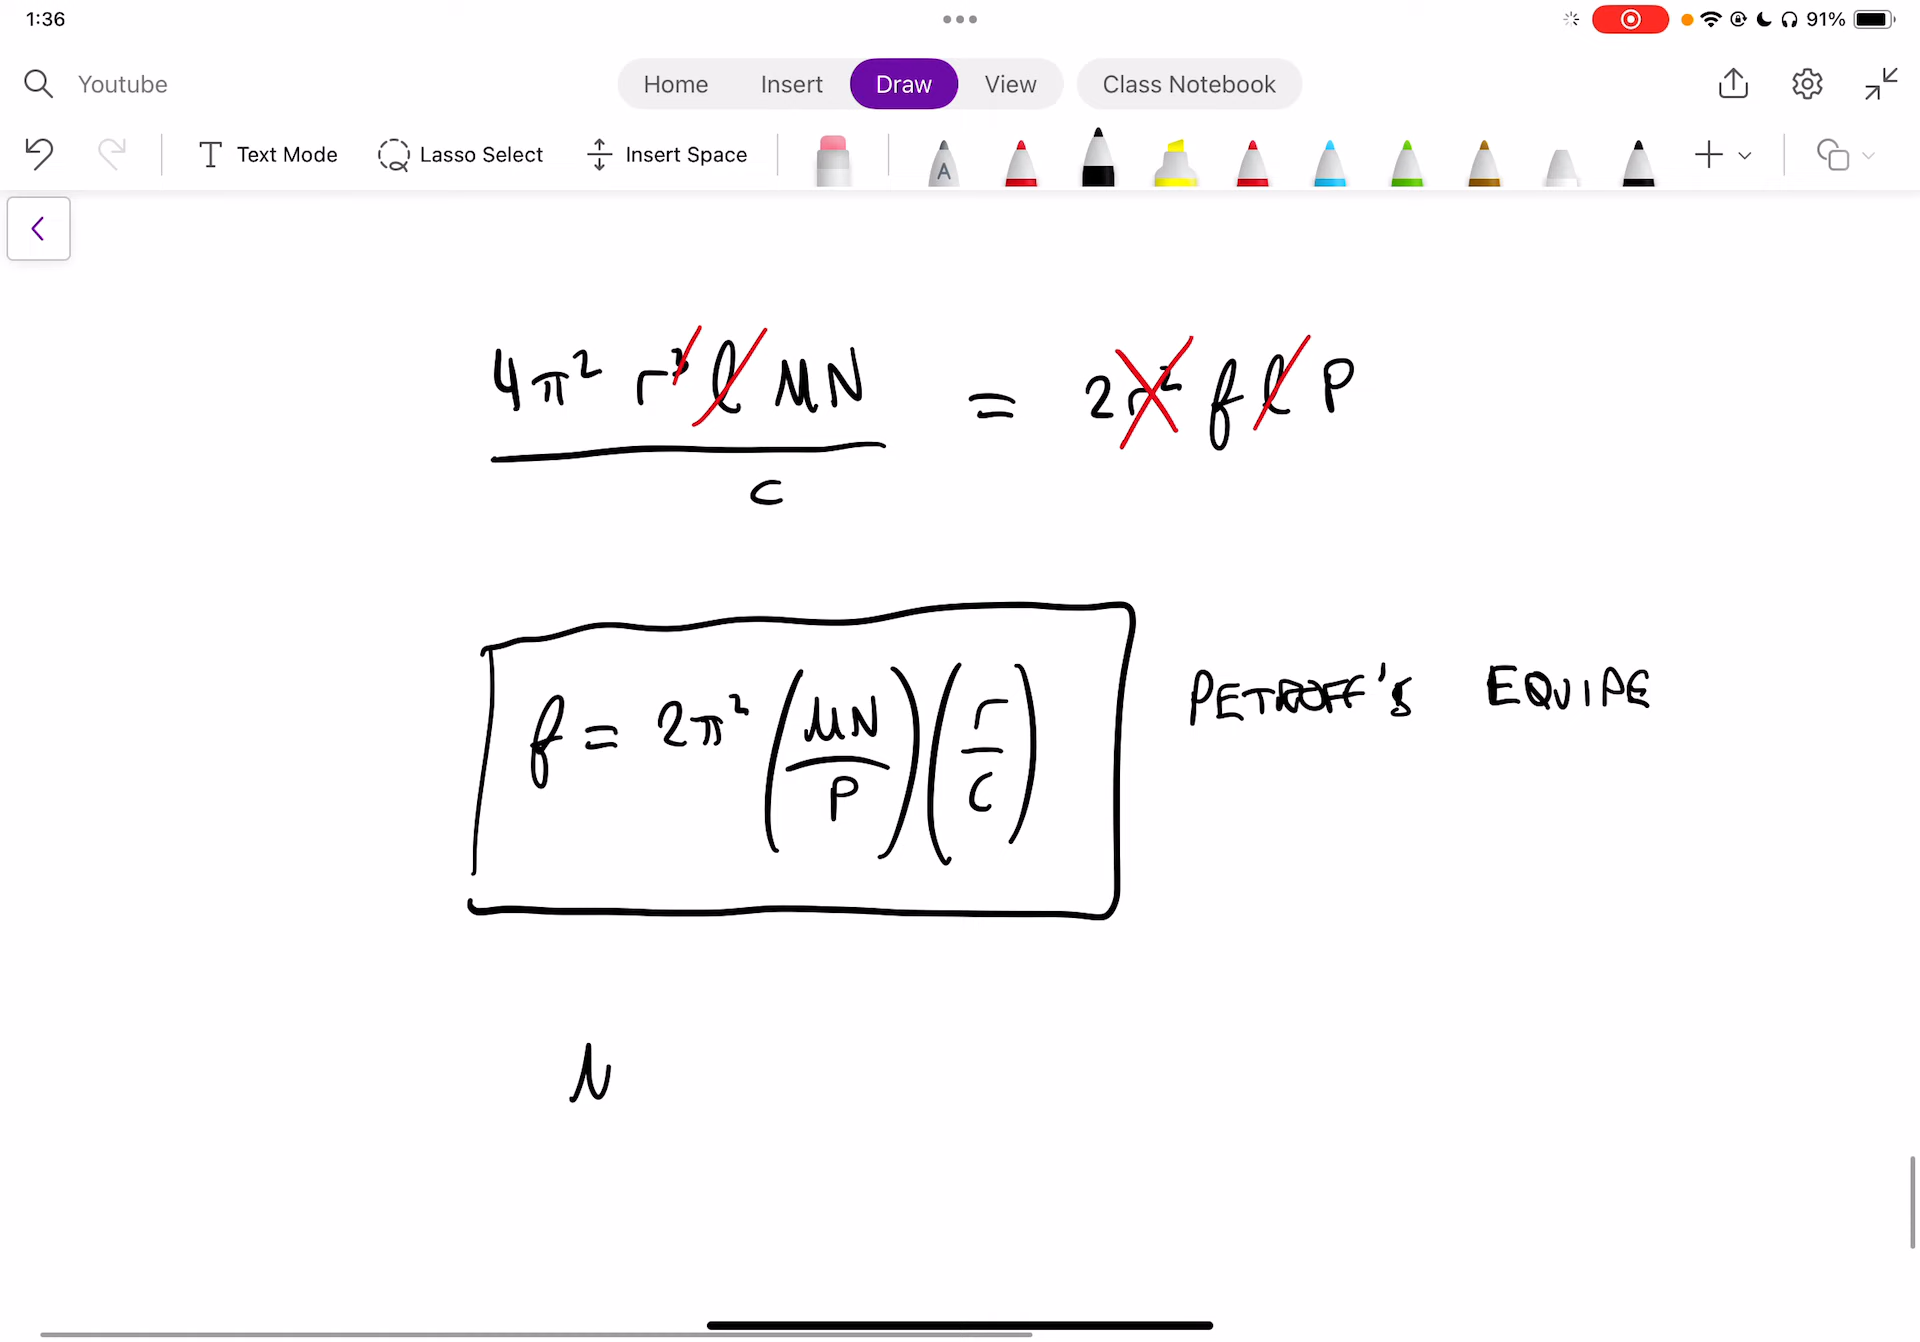 1:36
91%
Youtube
Home Insert Draw View Class Notebook
Text Mode Lasso Select Insert Space
A
4π² r³ l μN = 2r² f l P
c
f = 2π² (μN/P)(r/c) PETROFF'S EQUIPE
μ